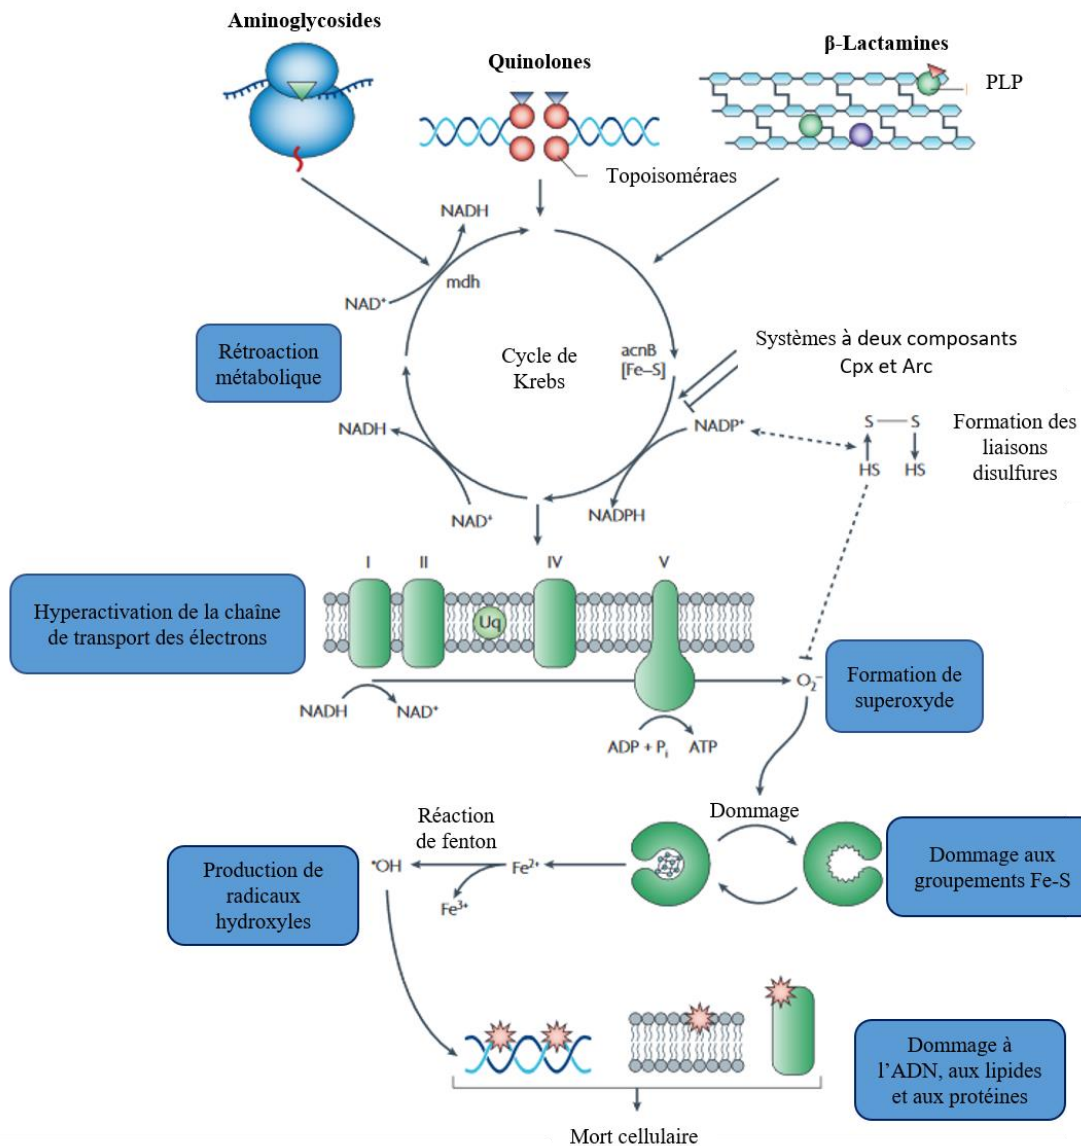 Aminoglycosides
Quinolones
β-Lactamines
PLP
Topoisoméraes
NADH
mdh
NAD⁺
Rétroaction
métabolique
Cycle de
Krebs
acnB
[Fe–S]
Systèmes à deux composants
Cpx et Arc
NADH
NAD⁺
NADP⁺
NADPH
S — S
HS HS
Formation des
liaisons
disulfures
I II IV V
Hyperactivation de la chaîne
de transport des électrons
Uq
NADH NAD⁺
ADP + Pᵢ ATP
O₂⁻
Formation de
superoxyde
Dommage
Réaction
de fenton
•OH
Fe²⁺
Fe³⁺
Production de
radicaux
hydroxyles
Dommage aux
groupements Fe-S
Dommage à
l’ADN, aux lipides
et aux protéines
Mort cellulaire